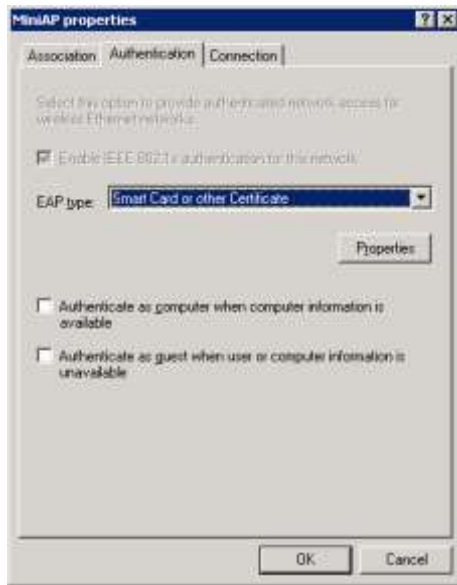 MiniAP properties
Association Authentication Connection
Select this option to provide authenticated network access for
wireless Ethernet networks.
Enable IEEE 802.1x authentication for this network
EAP type: Smart Card or other Certificate
Properties
Authenticate as computer when computer information is
available
Authenticate as guest when user or computer information is
unavailable
OK Cancel